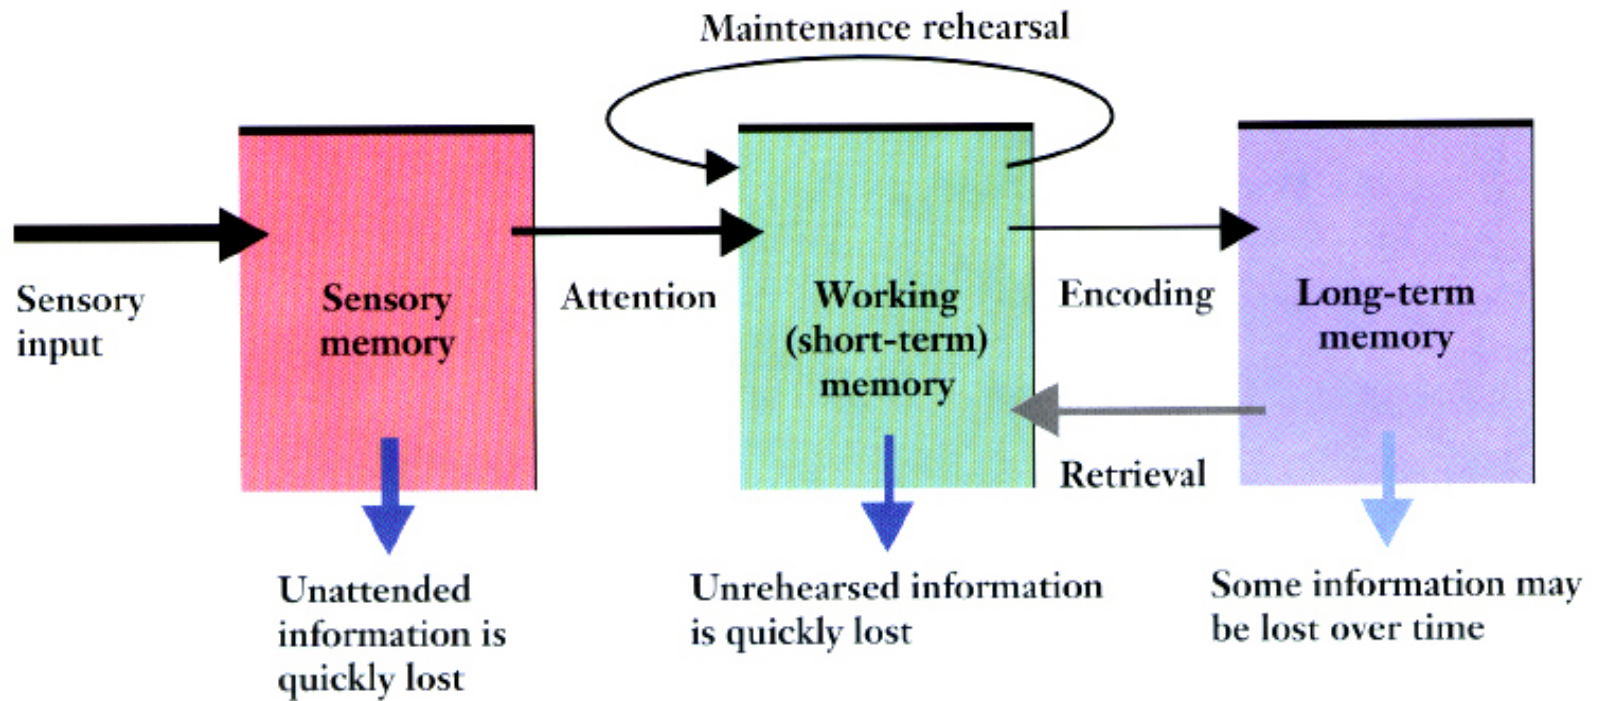 Maintenance rehearsal
Sensory
input
Sensory
memory
Attention
Working
(short-term)
memory
Encoding
Long-term
memory
Retrieval
Unattended
information is
quickly lost
Unrehearsed information
is quickly lost
Some information may
be lost over time